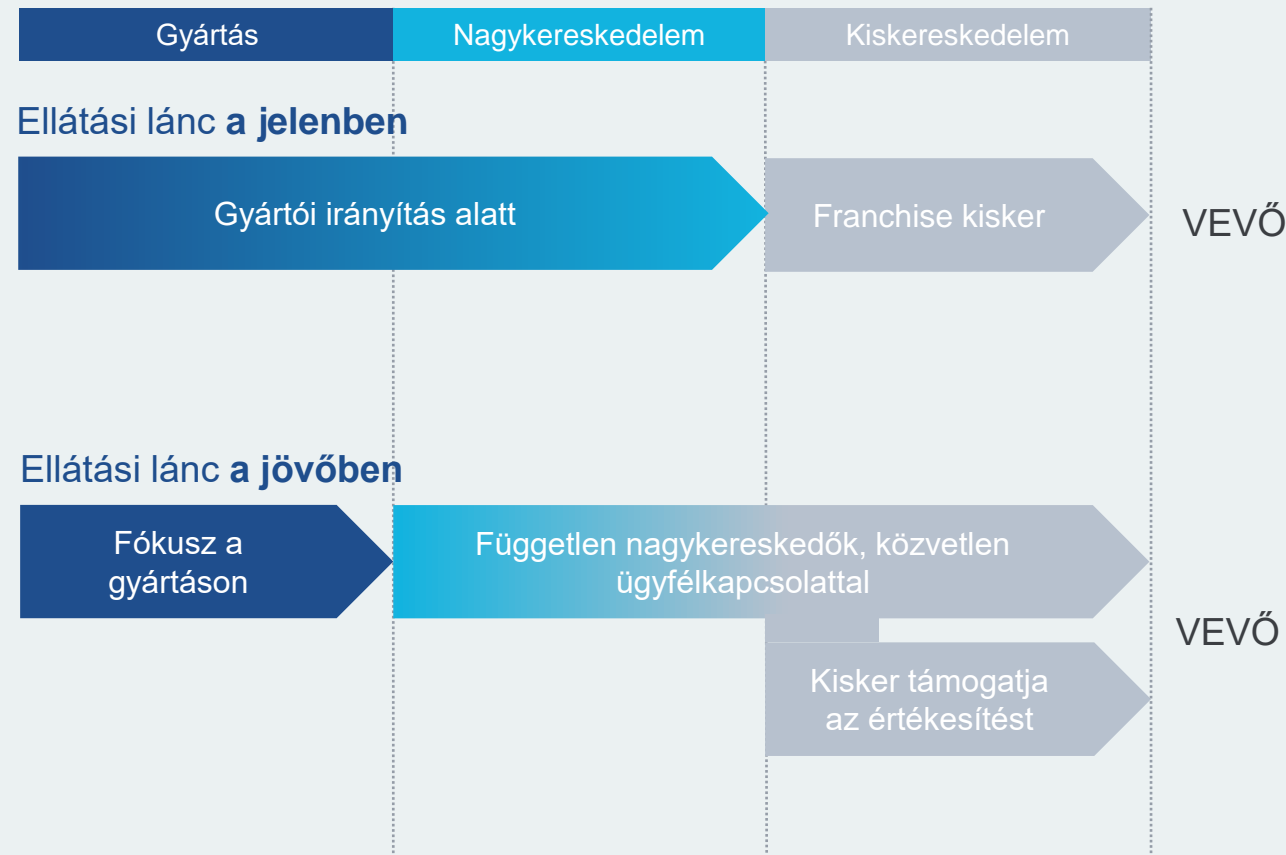 Gyártás
Nagykereskedelem
Kiskereskedelem
Ellátási lánc a jelenben
Gyártói irányítás alatt
Franchise kisker
VEVŐ
Ellátási lánc a jövőben
Fókusz a
gyártáson
Független nagykereskedők, közvetlen
ügyfélkapcsolattal
VEVŐ
Kisker támogatja
az értékesítést